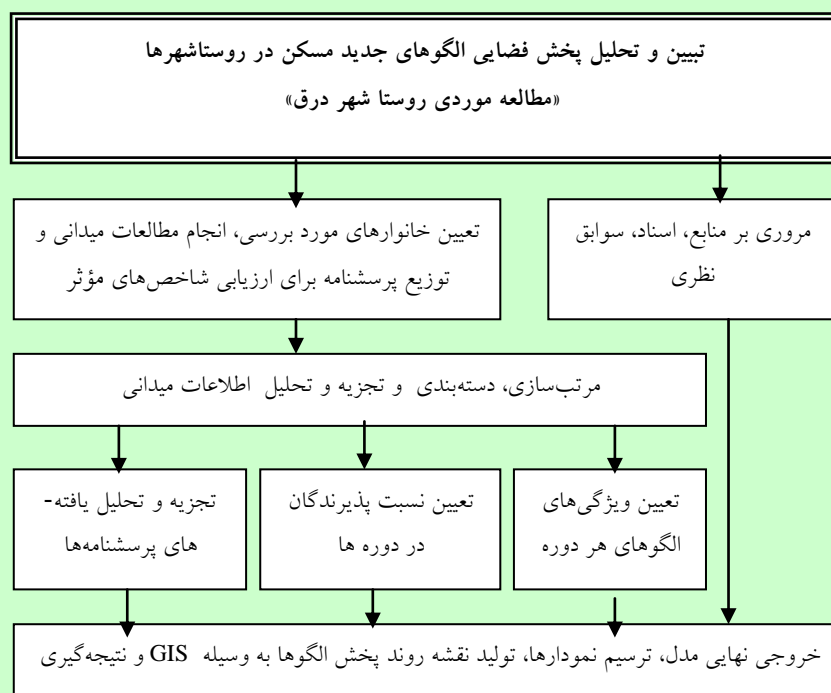 تبیین و تحلیل پخش فضایی الگوهای جدید مسکن در روستاشهرها
«مطالعه موردی روستا شهر درق»
مروری بر منابع، اسناد، سوابق
نظری
تعیین خانوارهای مورد بررسی، انجام مطالعات میدانی و
توزیع پرسشنامه برای ارزیابی شاخص‌های مؤثر
مرتب‌سازی، دسته‌بندی و تجزیه و تحلیل اطلاعات میدانی
تعیین ویژگی‌های
الگوهای هر دوره
تعیین نسبت پذیرندگان
در دوره ها
تجزیه و تحلیل یافته-
های پرسشنامه‌ها
خروجی نهایی مدل، ترسیم نمودارها، تولید نقشه روند پخش الگوها به وسیله GIS و نتیجه‌گیری